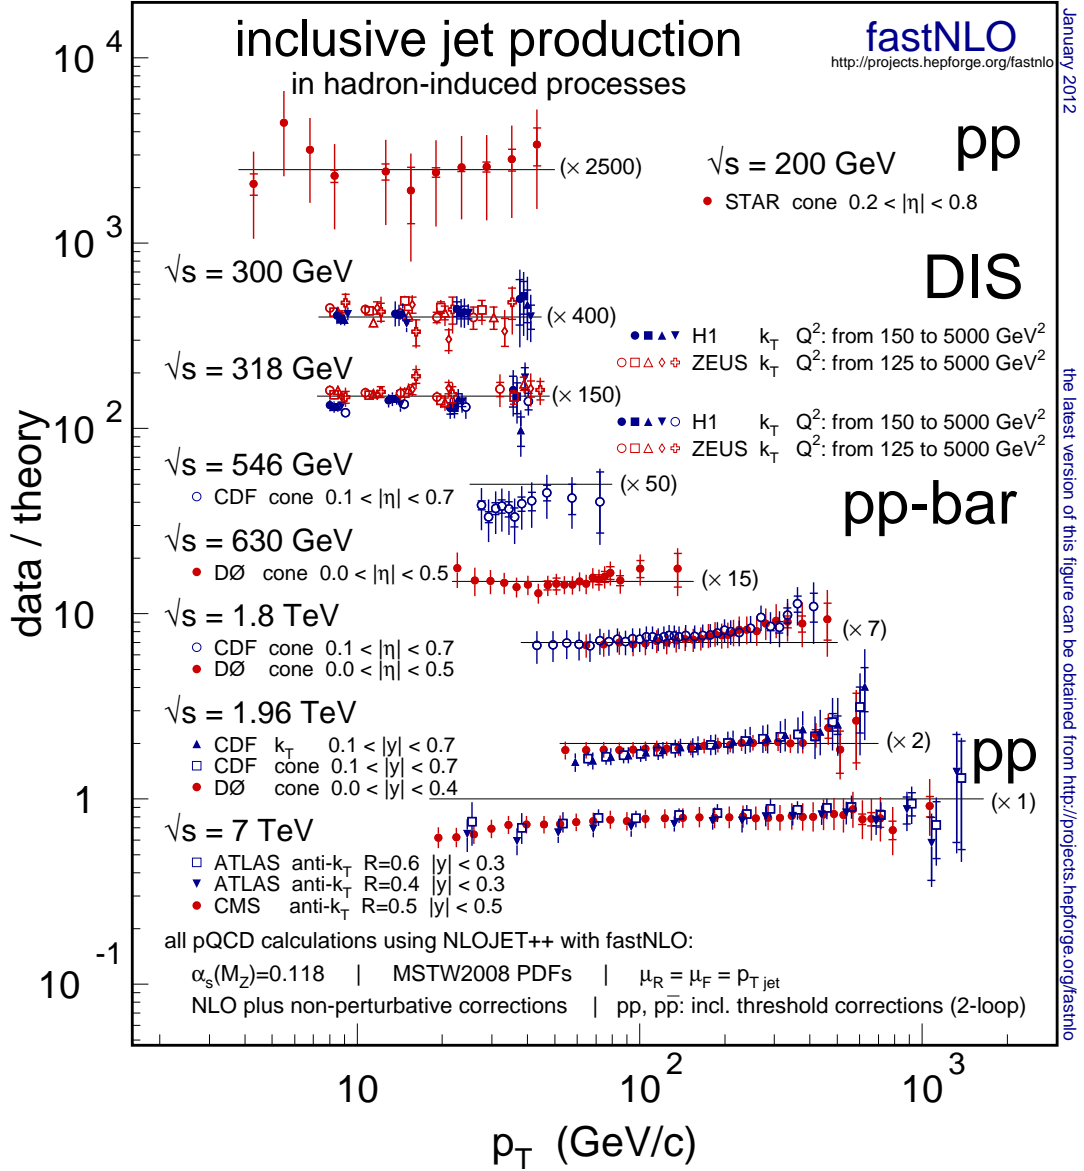 inclusive jet production
in hadron-induced processes
fastNLO
http://projects.hepforge.org/fastnlo
January 2012
the latest version of this figure can be obtained from http://projects.hepforge.org/fastnlo
data / theory
10⁴
10³
10²
10
1
10⁻¹
pp
√s = 200 GeV
STAR cone 0.2 < |η| < 0.8
(× 2500)
DIS
√s = 300 GeV
(× 400)
H1 k_T Q²: from 150 to 5000 GeV²
ZEUS k_T Q²: from 125 to 5000 GeV²
√s = 318 GeV
(× 150)
H1 k_T Q²: from 150 to 5000 GeV²
ZEUS k_T Q²: from 125 to 5000 GeV²
pp-bar
√s = 546 GeV
CDF cone 0.1 < |η| < 0.7
(× 50)
√s = 630 GeV
DØ cone 0.0 < |η| < 0.5
(× 15)
√s = 1.8 TeV
CDF cone 0.1 < |η| < 0.7
DØ cone 0.0 < |η| < 0.5
(× 7)
√s = 1.96 TeV
CDF k_T 0.1 < |y| < 0.7
CDF cone 0.1 < |y| < 0.7
DØ cone 0.0 < |y| < 0.4
(× 2)
pp
(× 1)
√s = 7 TeV
ATLAS anti-k_T R=0.6 |y| < 0.3
ATLAS anti-k_T R=0.4 |y| < 0.3
CMS anti-k_T R=0.5 |y| < 0.5
all pQCD calculations using NLOJET++ with fastNLO:
α_s(M_Z)=0.118 | MSTW2008 PDFs | μ_R = μ_F = p_T jet
NLO plus non-perturbative corrections | pp, pp̅: incl. threshold corrections (2-loop)
10
10²
10³
p_T (GeV/c)